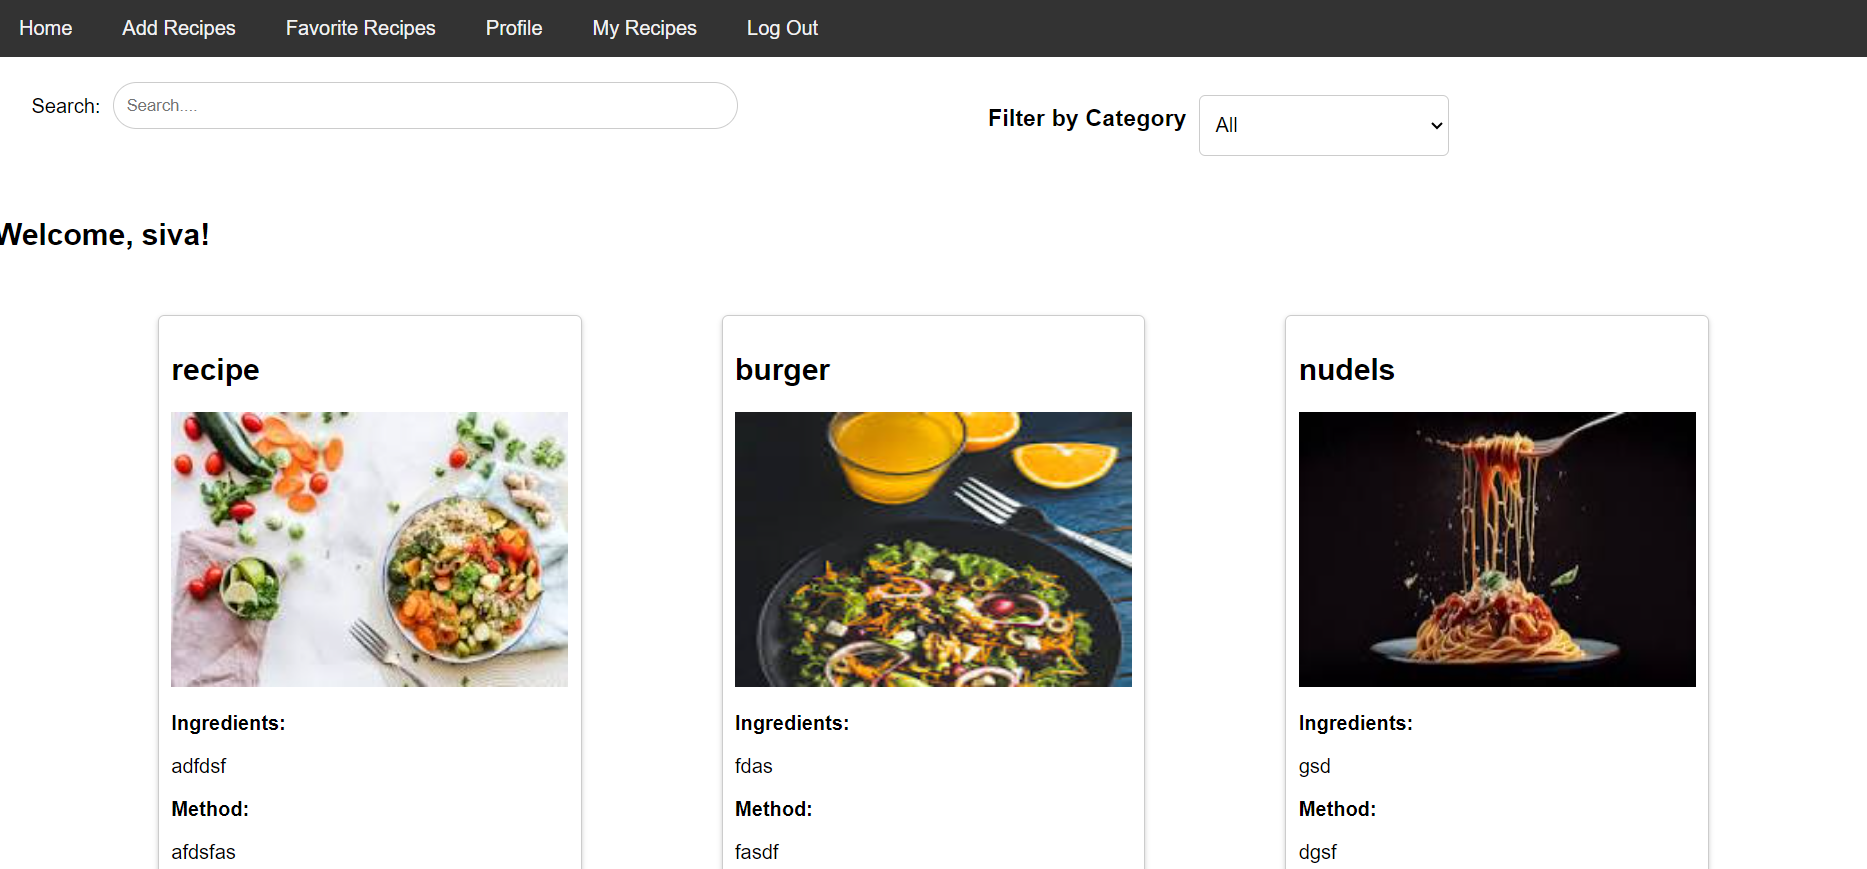 Home Add Recipes Favorite Recipes Profile My Recipes Log Out
Search: Search.... Filter by Category All
Welcome, siva!
recipe
Ingredients:
adfdsf
Method:
afdsfas
burger
Ingredients:
fdas
Method:
fasdf
nudels
Ingredients:
gsd
Method:
dgsf